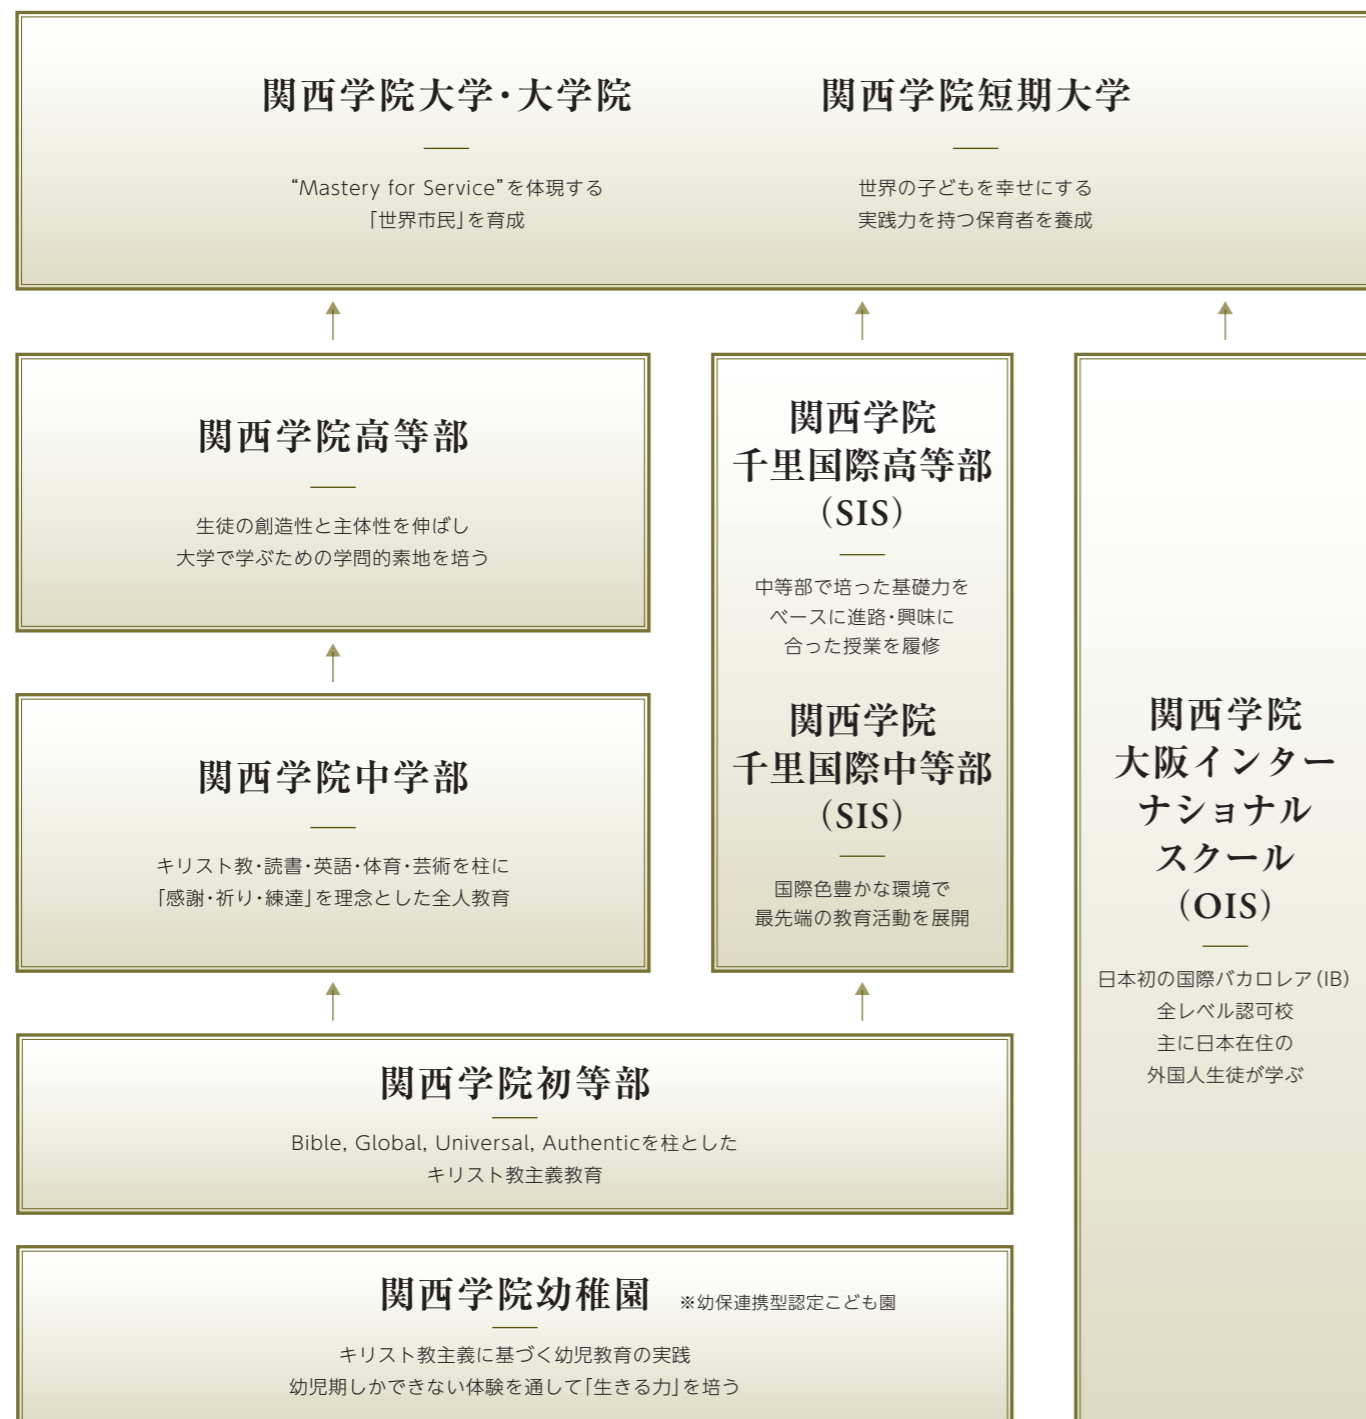 関西学院大学・大学院
“Mastery for Service”を体現する
「世界市民」を育成
関西学院短期大学
世界の子どもを幸せにする
実践力を持つ保育者を養成
関西学院高等部
生徒の創造性と主体性を伸ばし
大学で学ぶための学問的素地を培う
関西学院中学部
キリスト教・読書・英語・体育・芸術を柱に
「感謝・祈り・練達」を理念とした全人教育
関西学院
千里国際高等部
（SIS）
中等部で培った基礎力を
ベースに進路・興味に
合った授業を履修
関西学院
千里国際中等部
（SIS）
国際色豊かな環境で
最先端の教育活動を展開
関西学院
大阪インター
ナショナル
スクール
（OIS）
日本初の国際バカロレア（IB）
全レベル認可校
主に日本在住の
外国人生徒が学ぶ
関西学院初等部
Bible, Global, Universal, Authenticを柱とした
キリスト教主義教育
関西学院幼稚園 ※幼保連携型認定こども園
キリスト教主義に基づく幼児教育の実践
幼児期しかできない体験を通して「生きる力」を培う